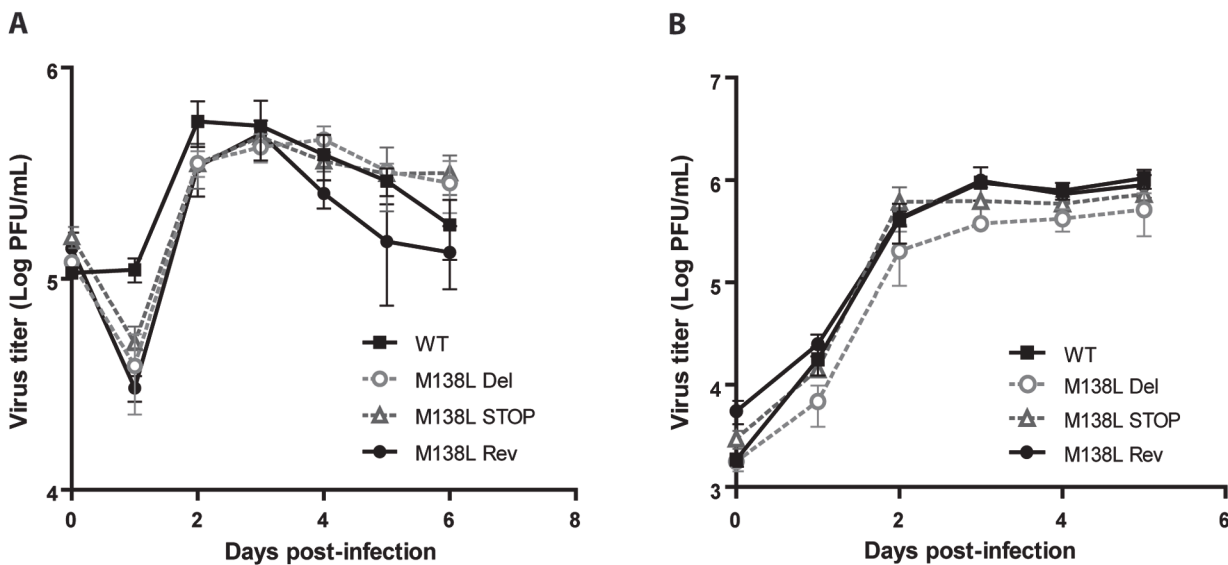 A
Virus titer (Log PFU/mL)
6
5
4
0
2
4
6
8
Days post-infection
WT
M138L Del
M138L STOP
M138L Rev
B
Virus titer (Log PFU/mL)
7
6
5
4
3
0
2
4
6
Days post-infection
WT
M138L Del
M138L STOP
M138L Rev